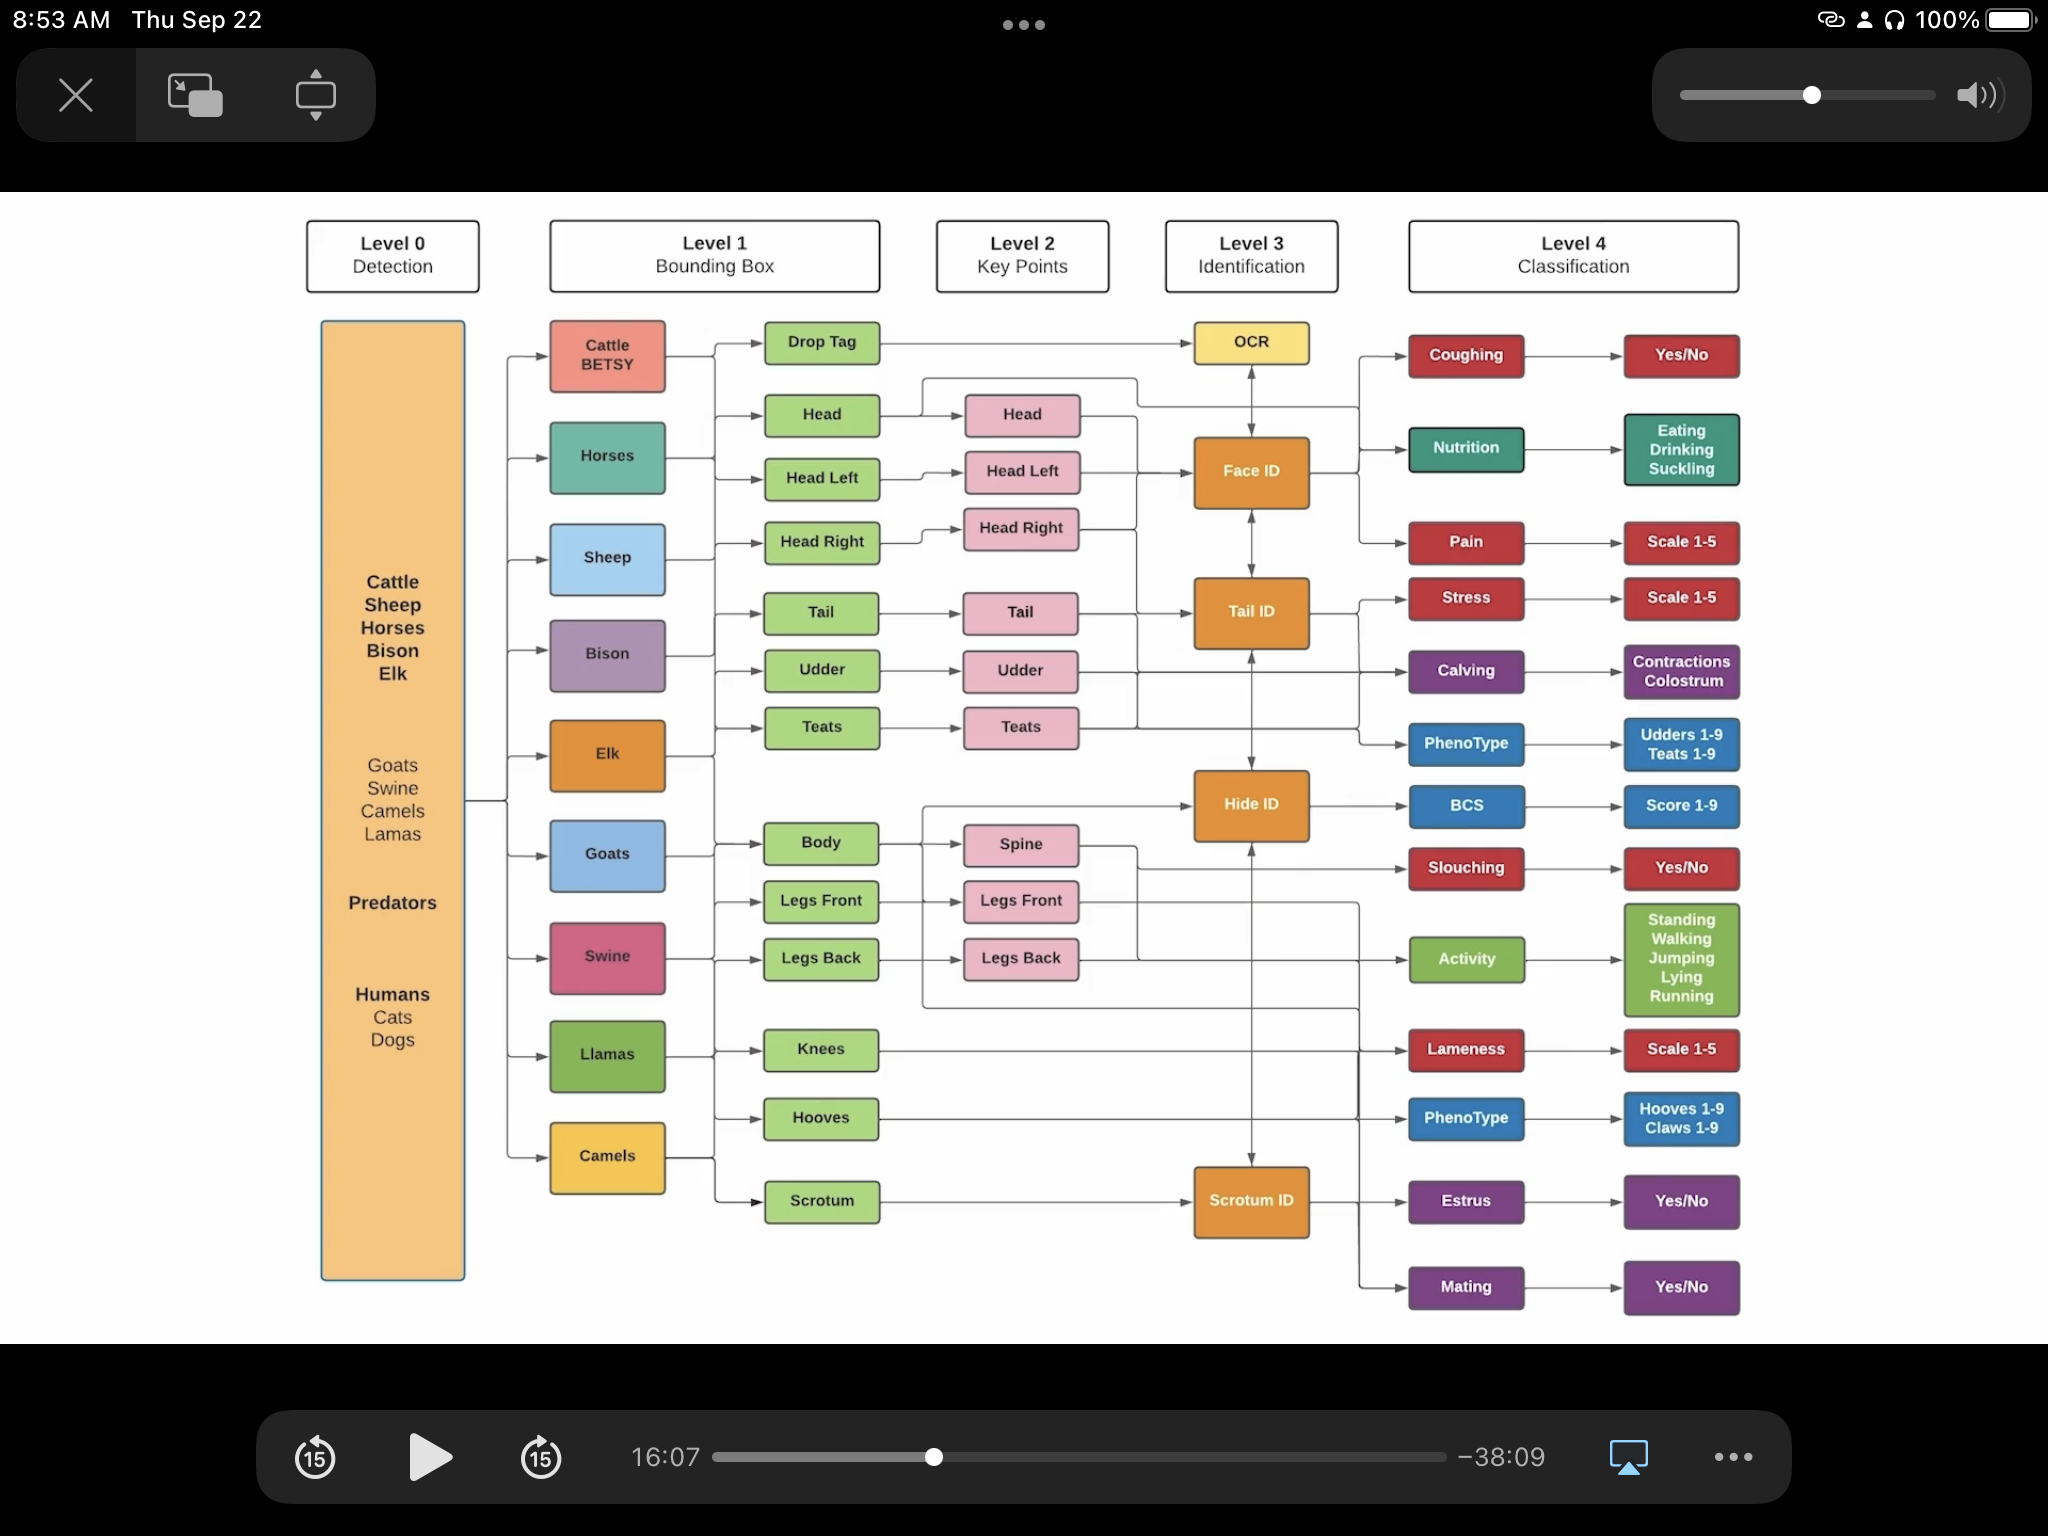 8:53 AM Thu Sep 22
100%
Level 0
Detection
Level 1
Bounding Box
Level 2
Key Points
Level 3
Identification
Level 4
Classification
Cattle
Sheep
Horses
Bison
Elk
Goats
Swine
Camels
Lamas
Predators
Humans
Cats
Dogs
Cattle
BETSY
Horses
Sheep
Bison
Elk
Goats
Swine
Llamas
Camels
Drop Tag
Head
Head Left
Head Right
Tail
Udder
Teats
Body
Legs Front
Legs Back
Knees
Hooves
Scrotum
Head
Head Left
Head Right
Tail
Udder
Teats
Spine
Legs Front
Legs Back
OCR
Face ID
Tail ID
Hide ID
Scrotum ID
Coughing
Yes/No
Nutrition
Eating
Drinking
Suckling
Pain
Scale 1-5
Stress
Scale 1-5
Calving
Contractions
Colostrum
PhenoType
Udders 1-9
Teats 1-9
BCS
Score 1-9
Slouching
Yes/No
Activity
Standing
Walking
Jumping
Lying
Running
Lameness
Scale 1-5
PhenoType
Hooves 1-9
Claws 1-9
Estrus
Yes/No
Mating
Yes/No
15
15
16:07
-38:09